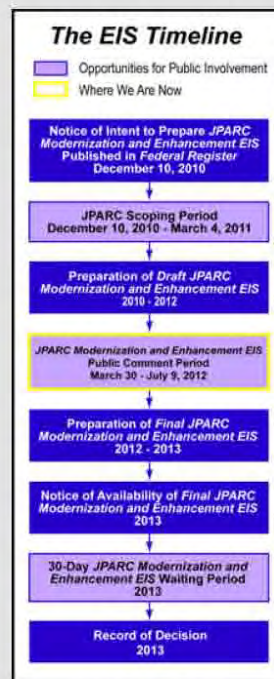 The EIS Timeline
Opportunities for Public Involvement
Where We Are Now
Notice of Intent to Prepare JPARC
Modernization and Enhancement EIS
Published in Federal Register
December 10, 2010
JPARC Scoping Period
December 10, 2010 - March 4, 2011
Preparation of Draft JPARC
Modernization and Enhancement EIS
2010 - 2012
JPARC Modernization and Enhancement EIS
Public Comment Period
March 30 - July 9, 2012
Preparation of Final JPARC
Modernization and Enhancement EIS
2012 - 2013
Notice of Availability of Final JPARC
Modernization and Enhancement EIS
2013
30-Day JPARC Modernization and
Enhancement EIS Waiting Period
2013
Record of Decision
2013